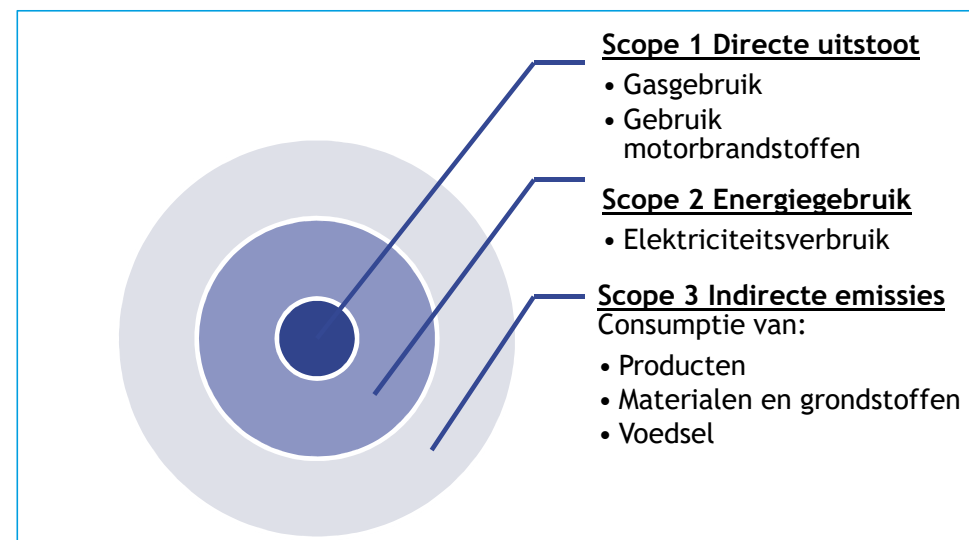 Scope 1 Directe uitstoot
• Gasgebruik
• Gebruik
motorbrandstoffen
Scope 2 Energiegebruik
• Elektriciteitsverbruik
Scope 3 Indirecte emissies
Consumptie van:
• Producten
• Materialen en grondstoffen
• Voedsel